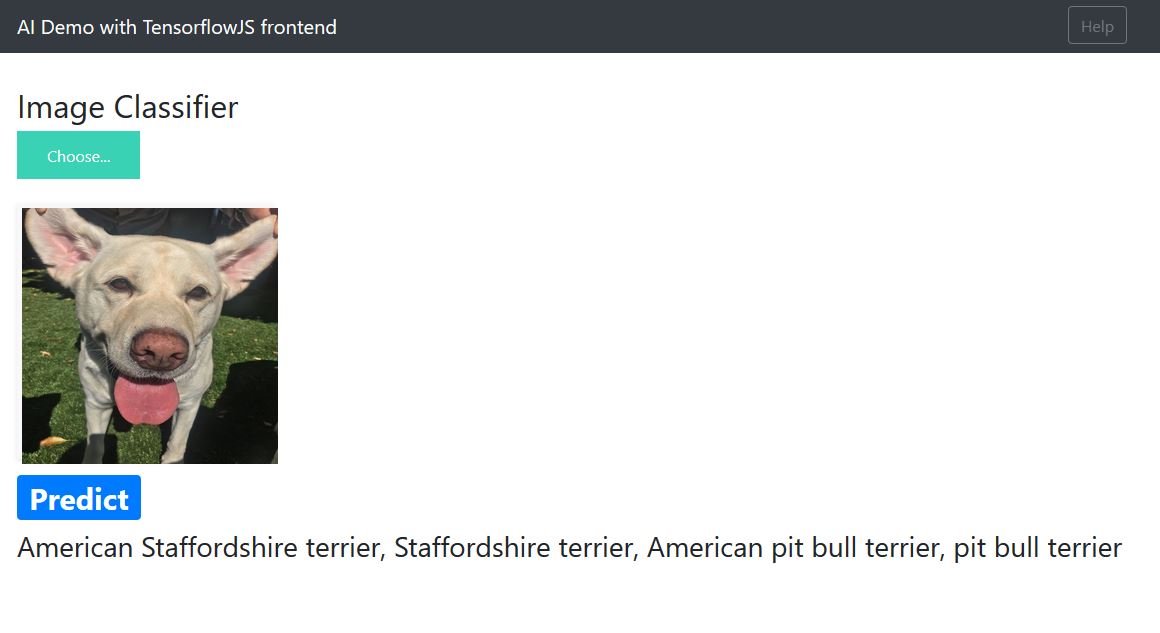 AI Demo with TensorflowJS frontend
Help
Image Classifier
Choose...
Predict
American Staffordshire terrier, Staffordshire terrier, American pit bull terrier, pit bull terrier